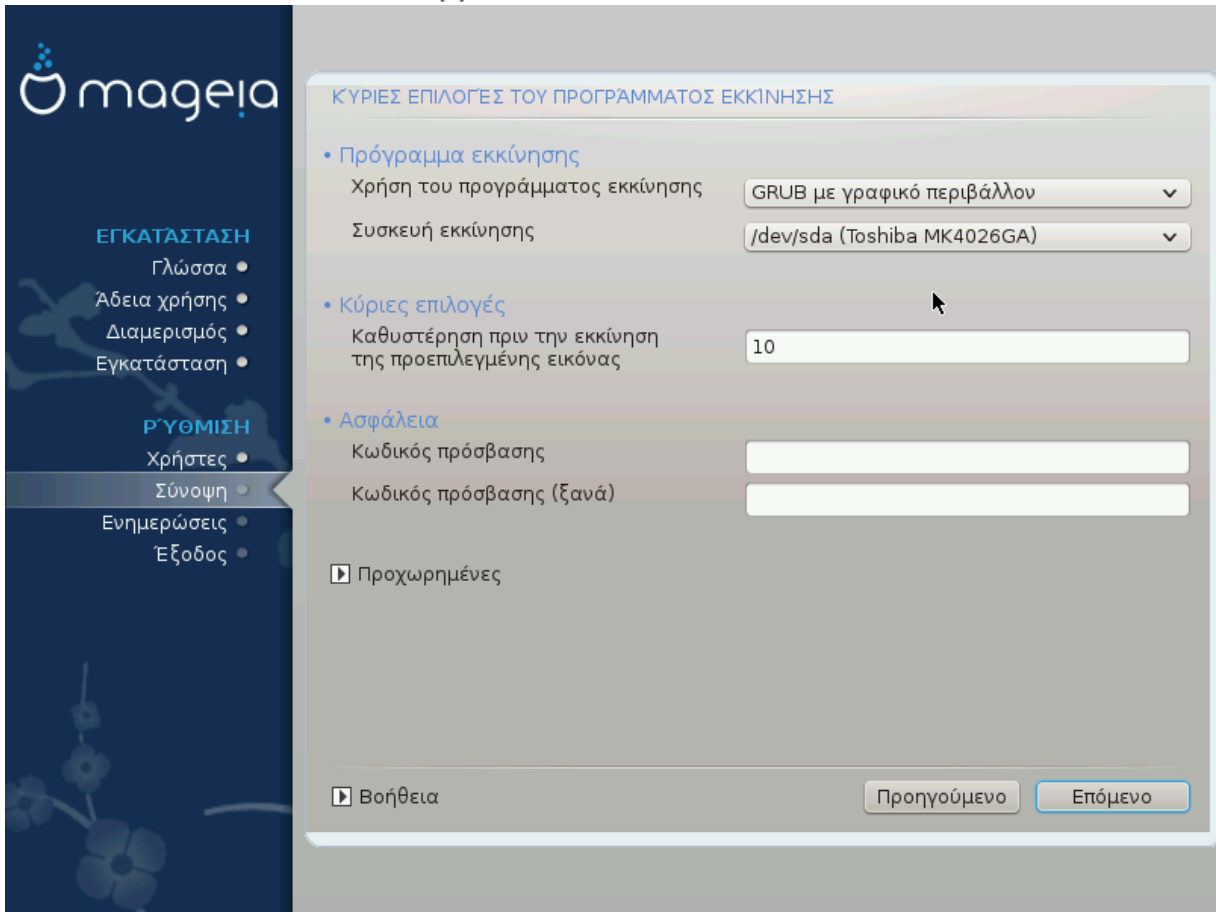 mageia
ΕΓΚΑΤΆΣΤΑΣΗ
Γλώσσα
Άδεια χρήσης
Διαμερισμός
Εγκατάσταση
ΡΎΘΜΙΣΗ
Χρήστες
Σύνοψη
Ενημερώσεις
Έξοδος
ΚΎΡΙΕΣ ΕΠΙΛΟΓΈΣ ΤΟΥ ΠΡΟΓΡΆΜΜΑΤΟΣ ΕΚΚΊΝΗΣΗΣ
• Πρόγραμμα εκκίνησης
Χρήση του προγράμματος εκκίνησης
GRUB με γραφικό περιβάλλον
Συσκευή εκκίνησης
/dev/sda (Toshiba MK4026GA)
• Κύριες επιλογές
Καθυστέρηση πριν την εκκίνηση
της προεπιλεγμένης εικόνας
10
• Ασφάλεια
Κωδικός πρόσβασης
Κωδικός πρόσβασης (ξανά)
Προχωρημένες
Βοήθεια
Προηγούμενο
Επόμενο